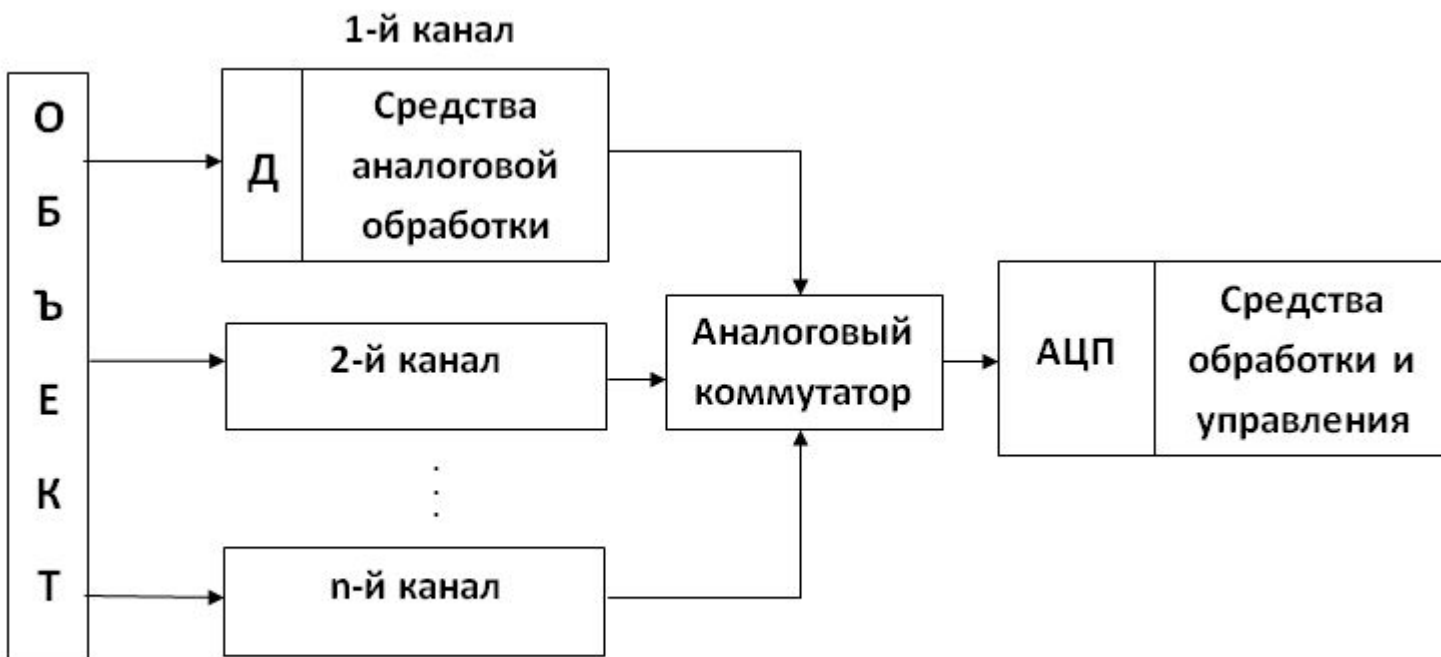 1-й канал
О
Б
Ъ
Е
К
Т
Д
Средства
аналоговой
обработки
2-й канал
n-й канал
Аналоговый
коммутатор
АЦП
Средства
обработки и
управления